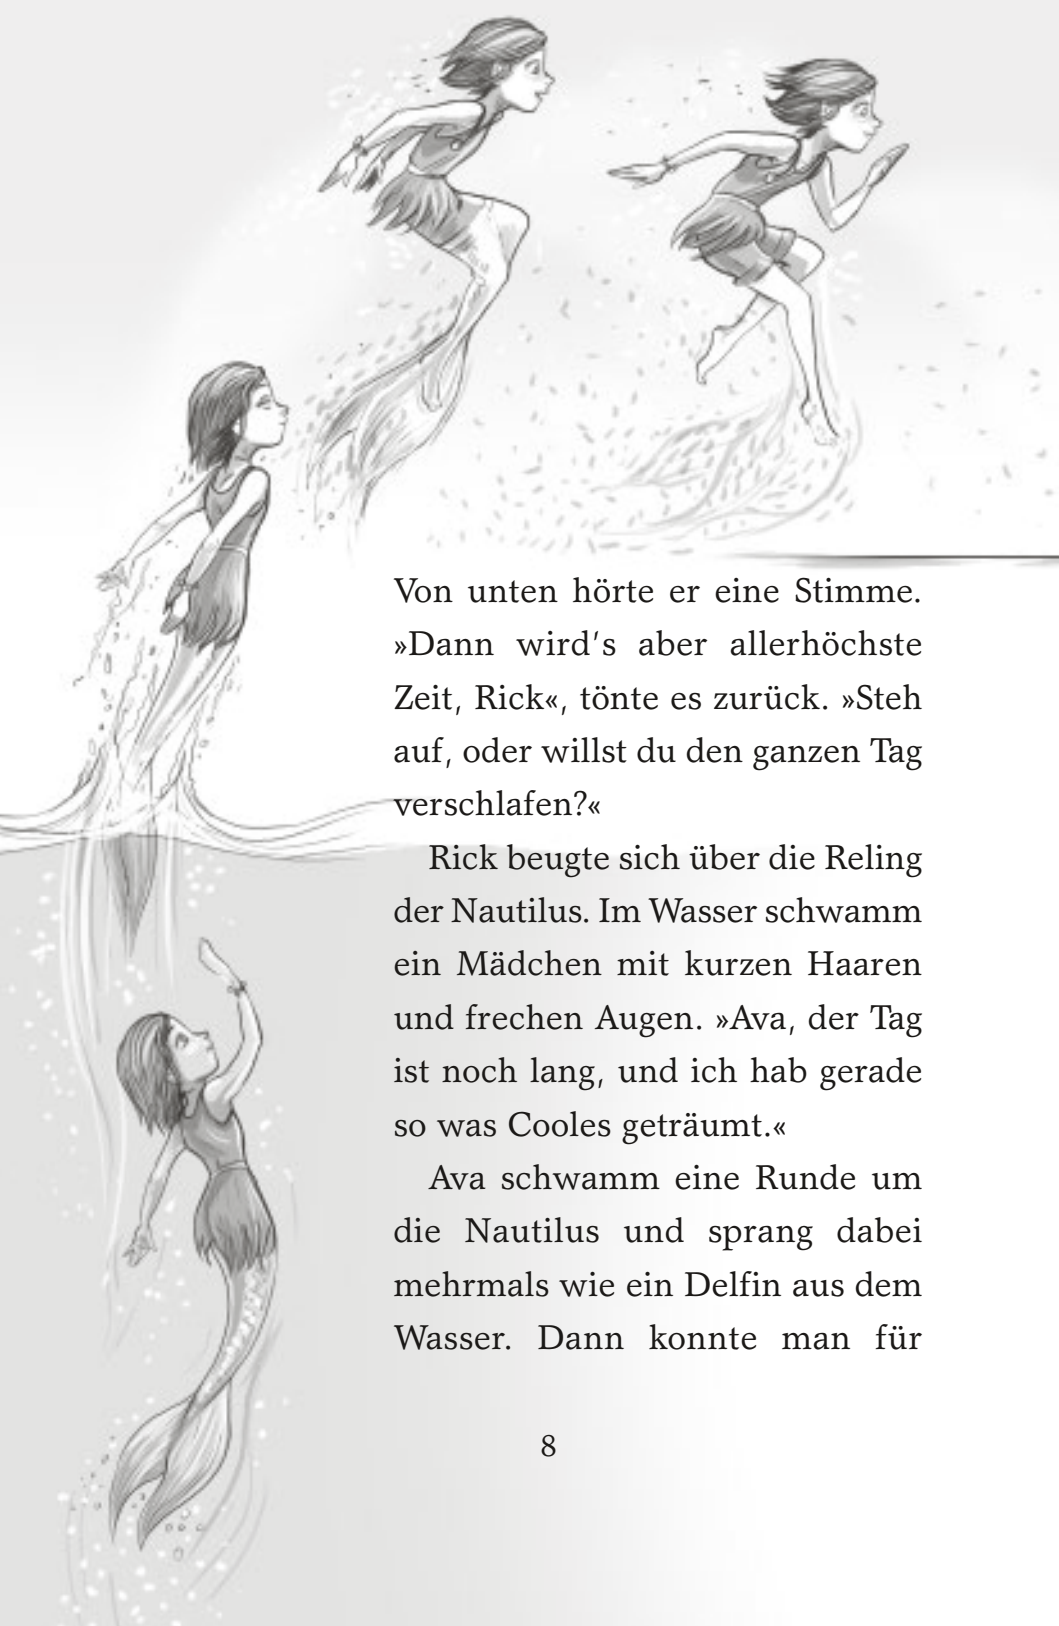 Von unten hörte er eine Stimme.
»Dann wird's aber allerhöchste
Zeit, Rick«, tönte es zurück. »Steh
auf, oder willst du den ganzen Tag
verschlafen?«
Rick beugte sich über die Reling
der Nautilus. Im Wasser schwamm
ein Mädchen mit kurzen Haaren
und frechen Augen. »Ava, der Tag
ist noch lang, und ich hab gerade
so was Cooles geträumt.«
Ava schwamm eine Runde um
die Nautilus und sprang dabei
mehrmals wie ein Delfin aus dem
Wasser. Dann konnte man für
8